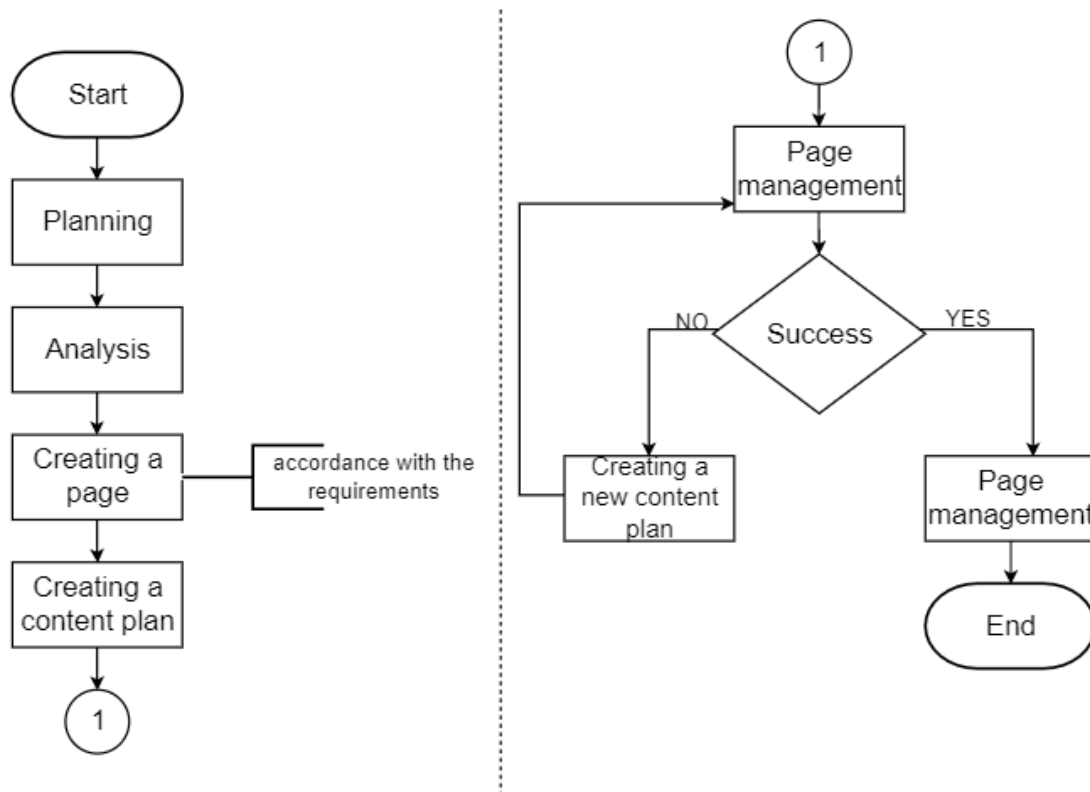 Start
Planning
Analysis
Creating a
page
accordance with the
requirements
Creating a
content plan
1
1
Page
management
Success
NO
YES
Creating a
new content
plan
Page
management
End